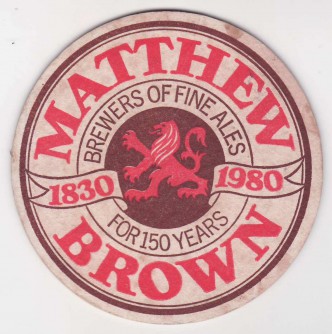 MATTHEW
BREWERS OF FINE ALES
1830 1980
FOR 150 YEARS
BROWN